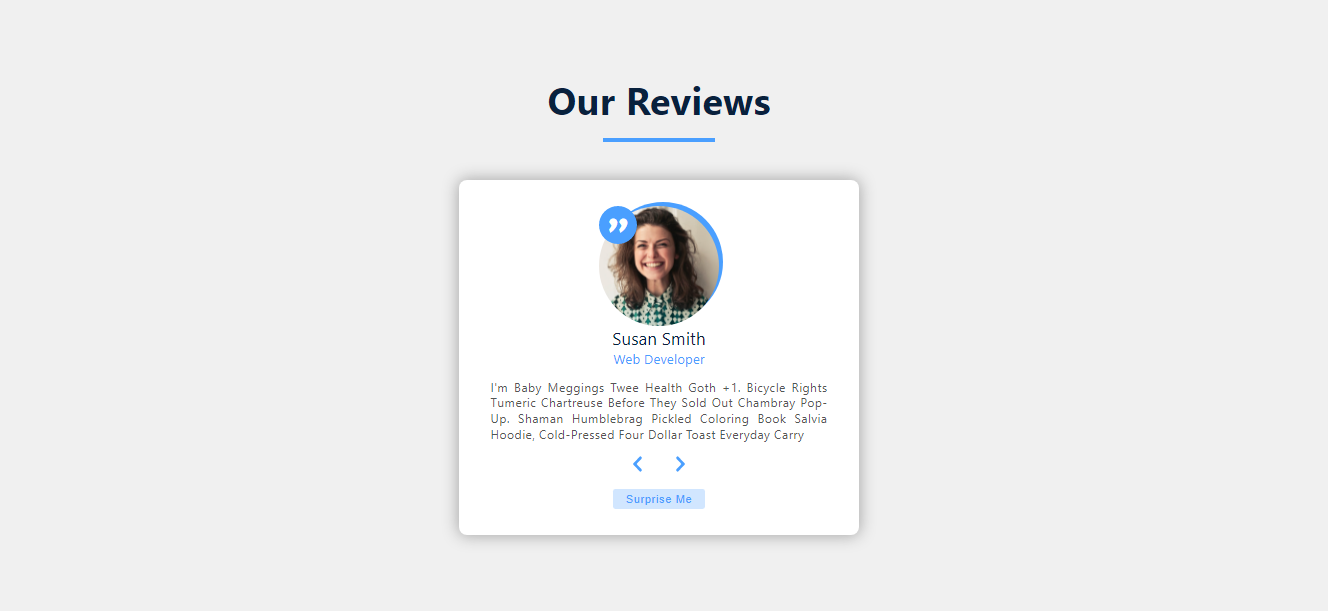 Our Reviews
Susan Smith
Web Developer
I'm Baby Meggings Twee Health Goth +1. Bicycle Rights
Tumeric Chartreuse Before They Sold Out Chambray Pop-
Up. Shaman Humblebrag Pickled Coloring Book Salvia
Hoodie, Cold-Pressed Four Dollar Toast Everyday Carry
Surprise Me